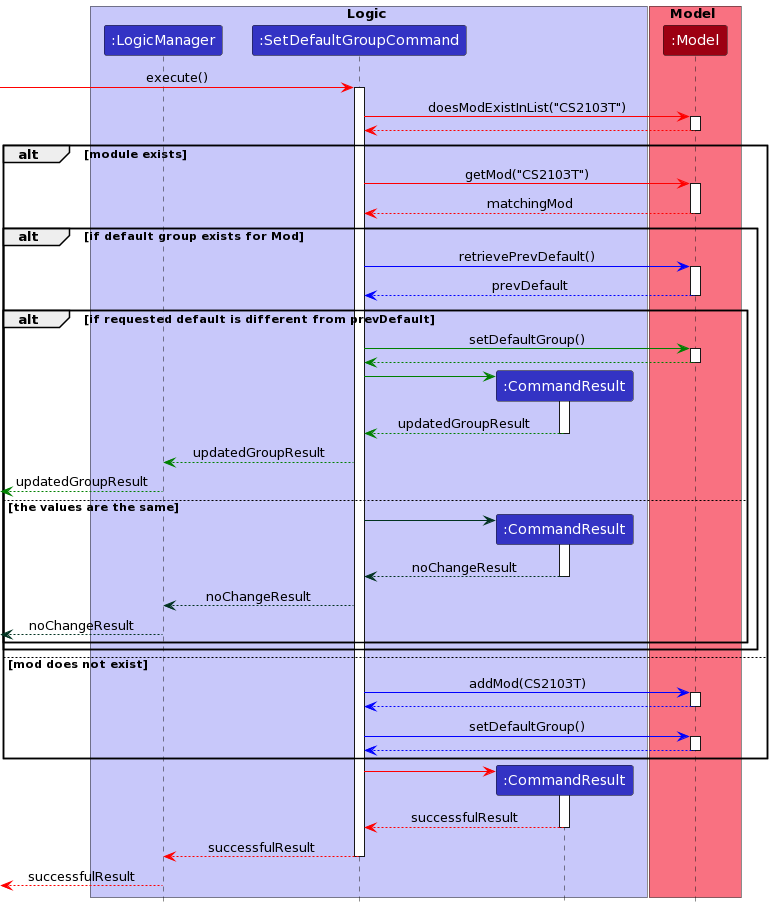 Logic
Model
:LogicManager
:SetDefaultGroupCommand
:Model
execute()
doesModExistInList("CS2103T")
alt
[module exists]
getMod("CS2103T")
matchingMod
alt
[if default group exists for Mod]
retrievePrevDefault()
prevDefault
alt
[if requested default is different from prevDefault]
setDefaultGroup()
:CommandResult
updatedGroupResult
updatedGroupResult
updatedGroupResult
[the values are the same]
:CommandResult
noChangeResult
noChangeResult
noChangeResult
[mod does not exist]
addMod(CS2103T)
setDefaultGroup()
:CommandResult
successfulResult
successfulResult
successfulResult